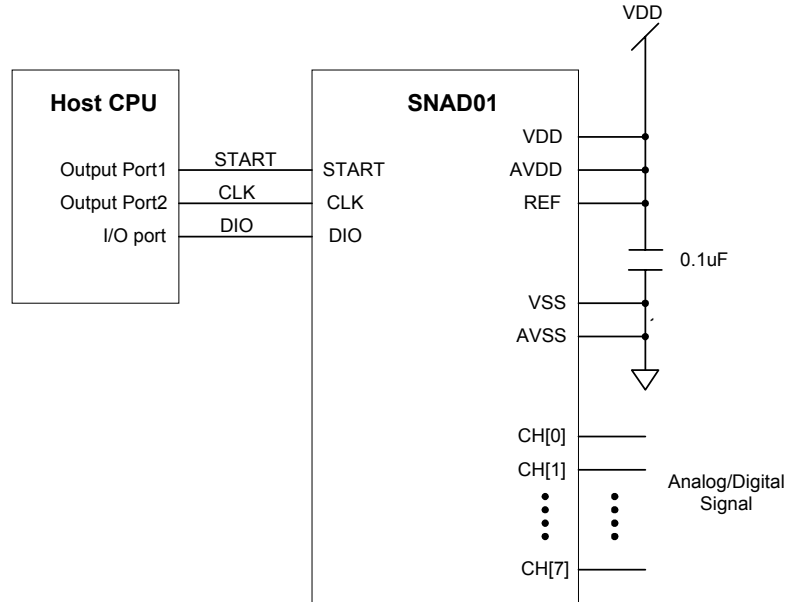 VDD
Host CPU
SNAD01
VDD
Output Port1
START
START
AVDD
Output Port2
CLK
CLK
REF
I/O port
DIO
DIO
0.1uF
VSS
AVSS
CH[0]
CH[1]
Analog/Digital
Signal
CH[7]